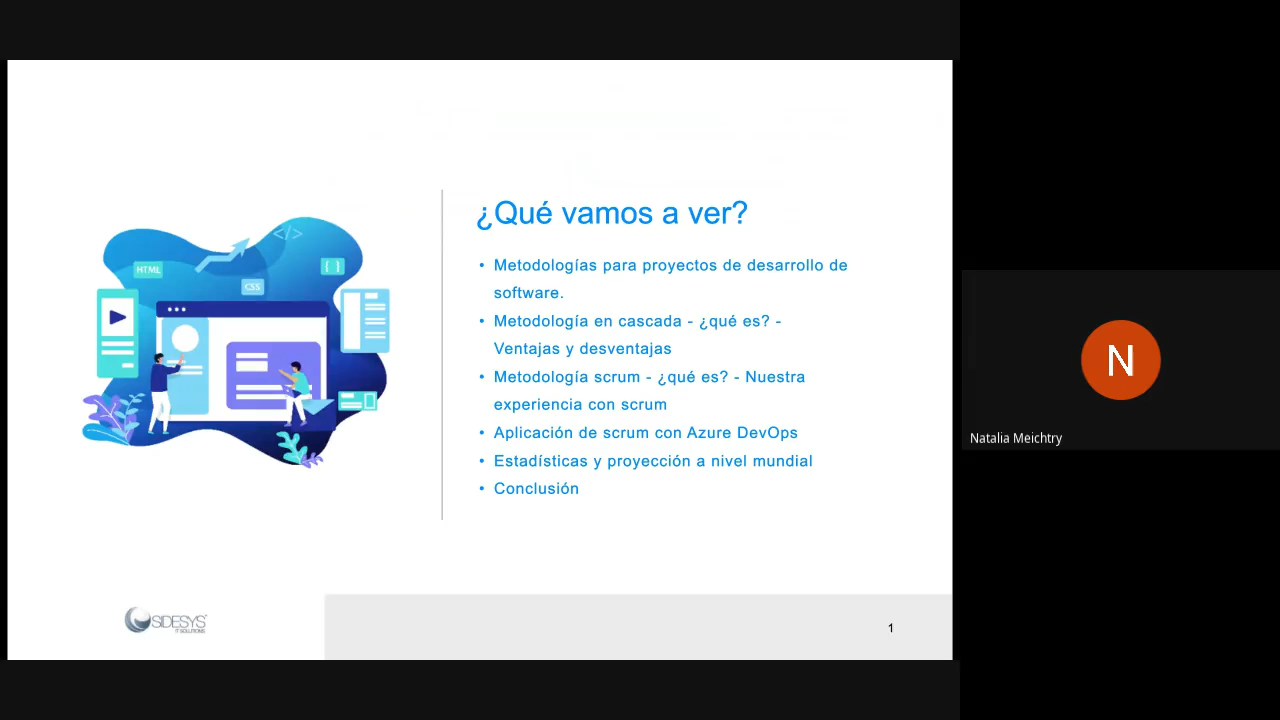 ¿Qué vamos a ver?
• Metodologías para proyectos de desarrollo de
software.
• Metodología en cascada - ¿qué es? -
Ventajas y desventajas
• Metodología scrum - ¿qué es? - Nuestra
experiencia con scrum
• Aplicación de scrum con Azure DevOps
• Estadísticas y proyección a nivel mundial
• Conclusión
HTML
</>
[ ]
CSS
SIDESYS
IT SOLUTIONS
1
N
Natalia Meichtry